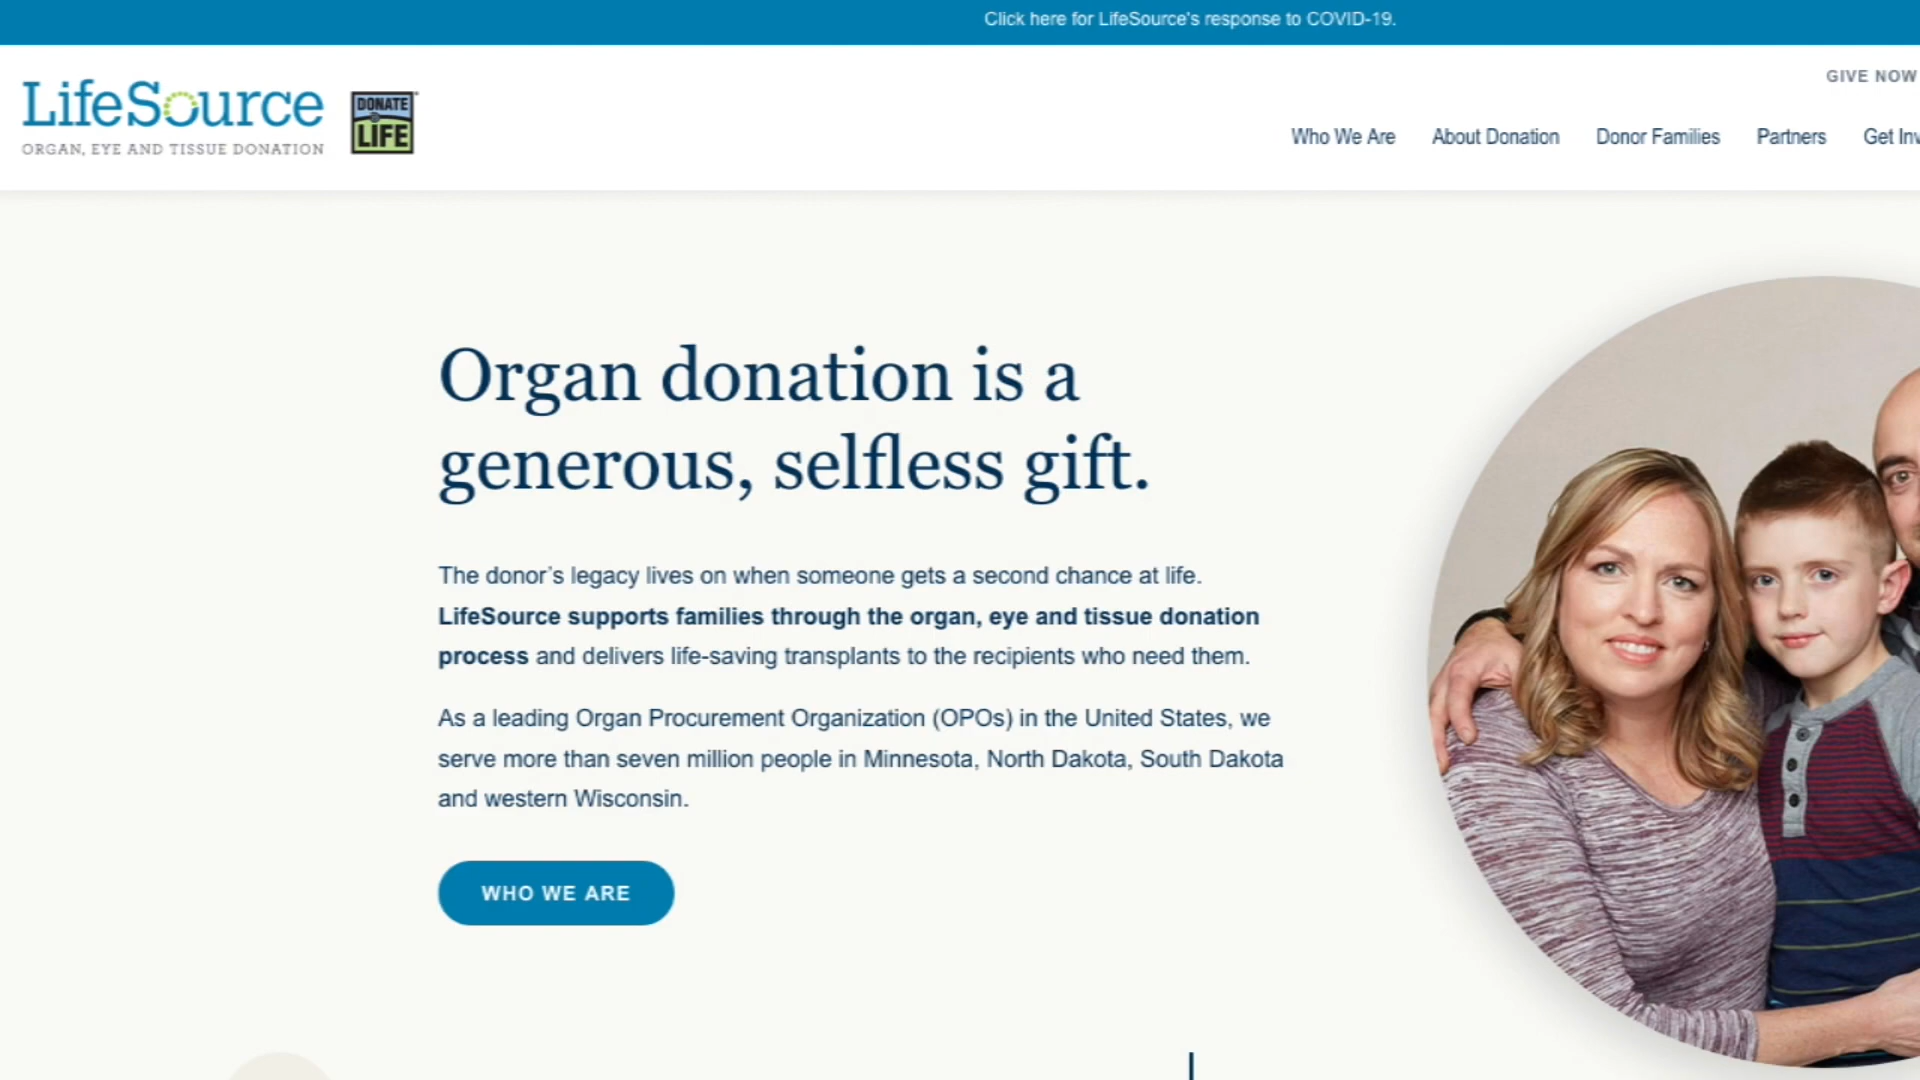 Click here for LifeSource's response to COVID-19.
LifeSource
ORGAN, EYE AND TISSUE DONATION
DONATE
LIFE
GIVE NOW
Who We Are
About Donation
Donor Families
Partners
Get
Organ donation is a
generous, selfless gift.
The donor’s legacy lives on when someone gets a second chance at life.
LifeSource supports families through the organ, eye and tissue donation
process and delivers life-saving transplants to the recipients who need them.
As a leading Organ Procurement Organization (OPOs) in the United States, we
serve more than seven million people in Minnesota, North Dakota, South Dakota
and western Wisconsin.
WHO WE ARE